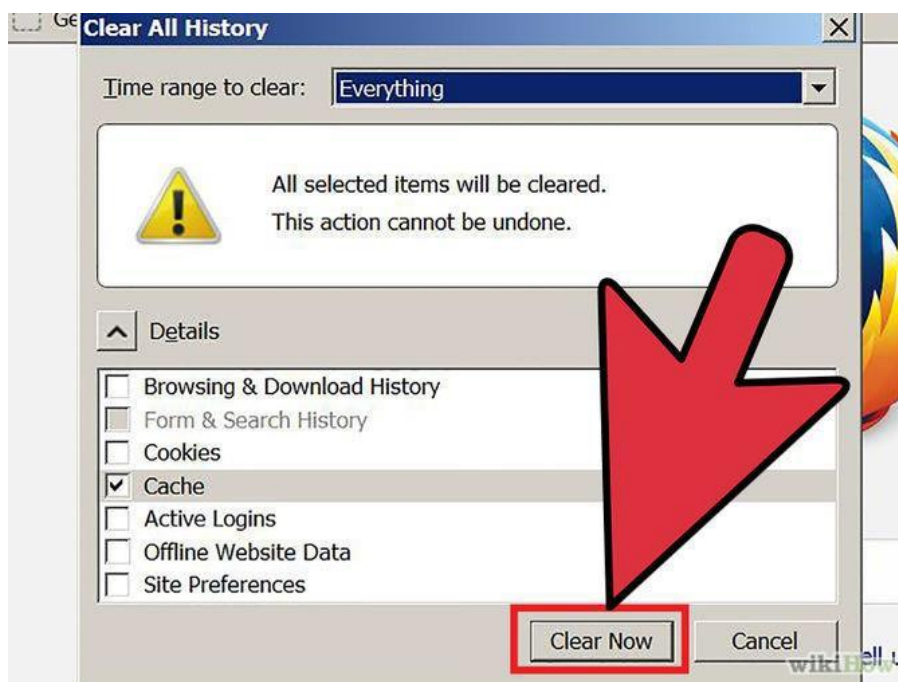 Ge
Clear All History
Time range to clear: Everything
All selected items will be cleared.
This action cannot be undone.
Details
Browsing & Download History
Form & Search History
Cookies
Cache
Active Logins
Offline Website Data
Site Preferences
Clear Now Cancel
ell u
wikiHow